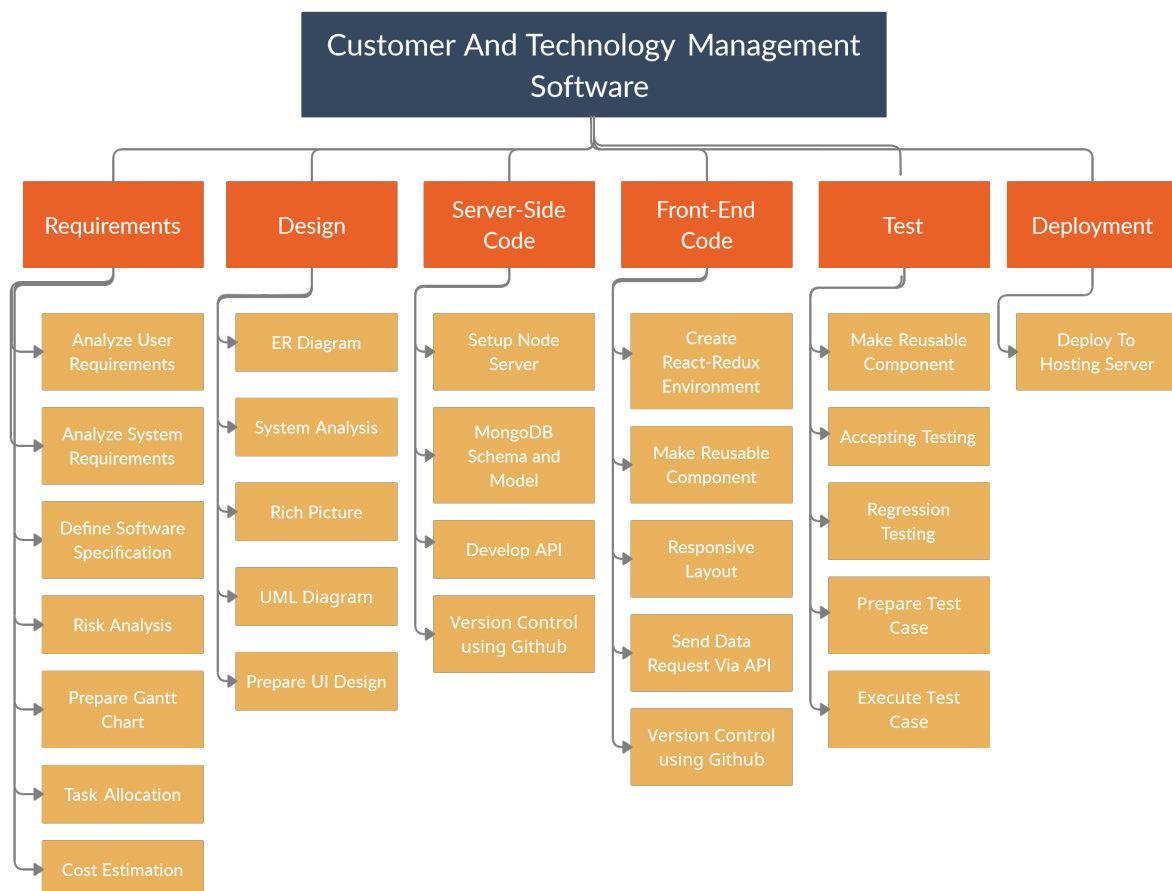 Customer And Technology Management
Software
Requirements
Design
Server-Side
Code
Front-End
Code
Test
Deployment
Analyze User
Requirements
Analyze System
Requirements
Define Software
Specification
Risk Analysis
Prepare Gantt
Chart
Task Allocation
Cost Estimation
ER Diagram
System Analysis
Rich Picture
UML Diagram
Prepare UI Design
Setup Node
Server
MongoDB
Schema and
Model
Develop API
Version Control
using Github
Create
React-Redux
Environment
Make Reusable
Component
Responsive
Layout
Send Data
Request Via API
Version Control
using Github
Make Reusable
Component
Accepting Testing
Regression
Testing
Prepare Test
Case
Execute Test
Case
Deploy To
Hosting Server